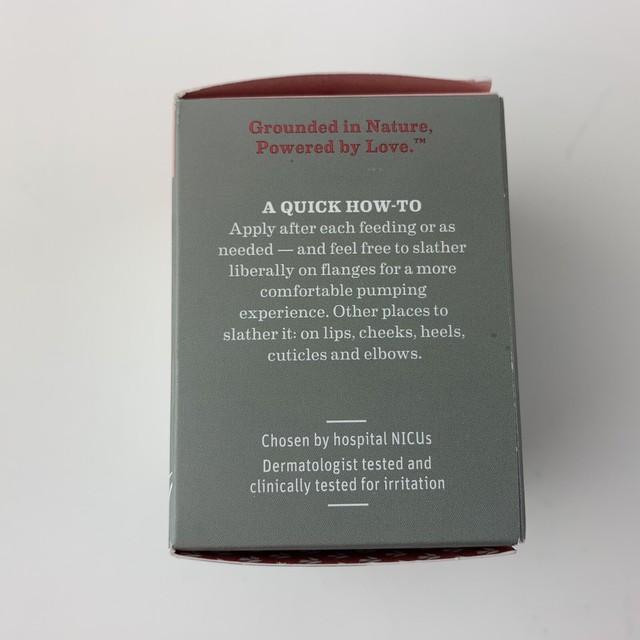 Grounded in Nature,
Powered by Love.™
A QUICK HOW-TO
Apply after each feeding or as
needed — and feel free to slather
liberally on flanges for a more
comfortable pumping
experience. Other places to
slather it: on lips, cheeks, heels,
cuticles and elbows.
Chosen by hospital NICUs
Dermatologist tested and
clinically tested for irritation